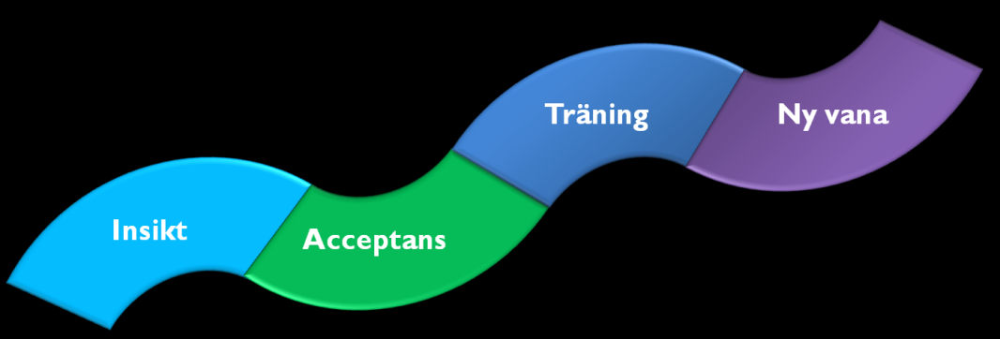 Insikt
Acceptans
Träning
Ny vana